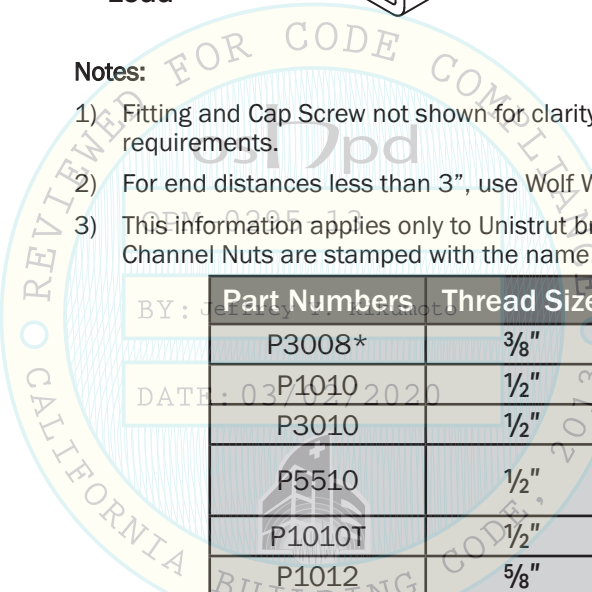 Load
Notes:
1) Fitting and Cap Screw not shown for clarity
requirements.
2) For end distances less than 3”, use Wolf W
3) This information applies only to Unistrut br
Channel Nuts are stamped with the name
Part Numbers Thread Size
P3008* ⅜″
P1010 ½″
P3010 ½″
P5510 ½″
P1010T ½″
P1012 ⅝″
REVIEWED FOR CODE COMPLIANCE
oshpd
OPM-0295-13
BY: Jeffrey Y. Kikumoto
DATE: 03/02/2020
CALIFORNIA BUILDING CODE, 2013